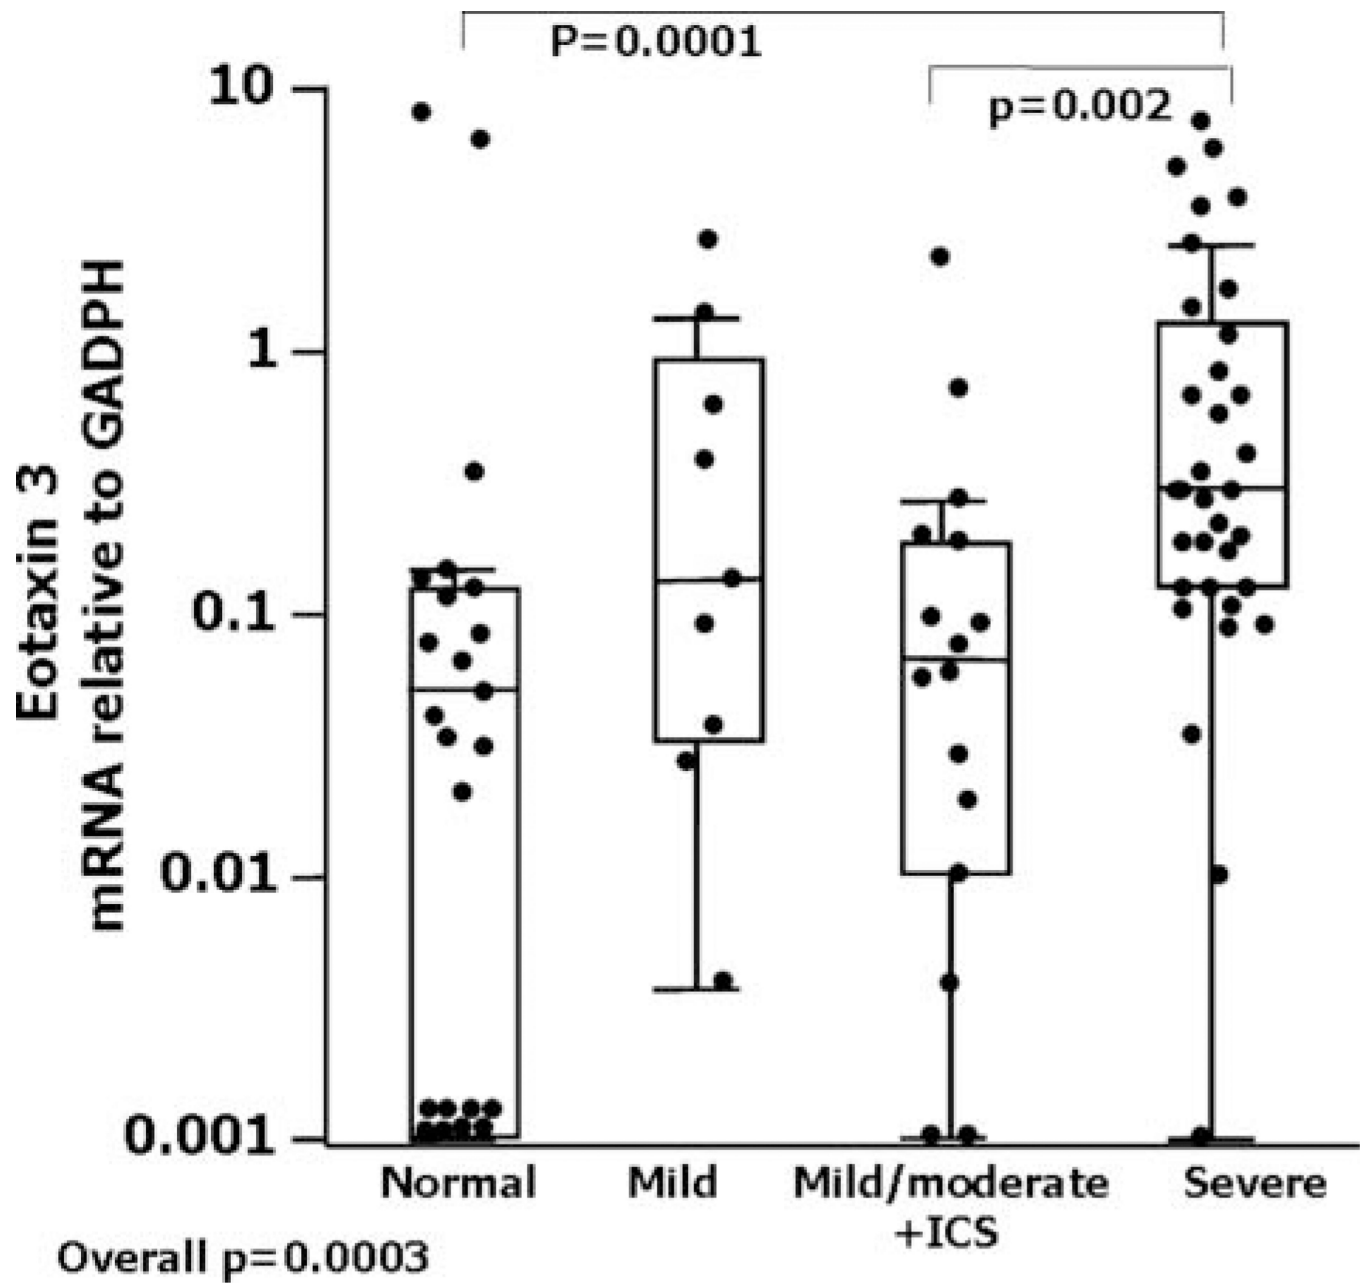 P=0.0001
p=0.002
10
1
0.1
0.01
0.001
Eotaxin 3
mRNA relative to GADPH
Normal
Mild
Mild/moderate
+ICS
Severe
Overall p=0.0003